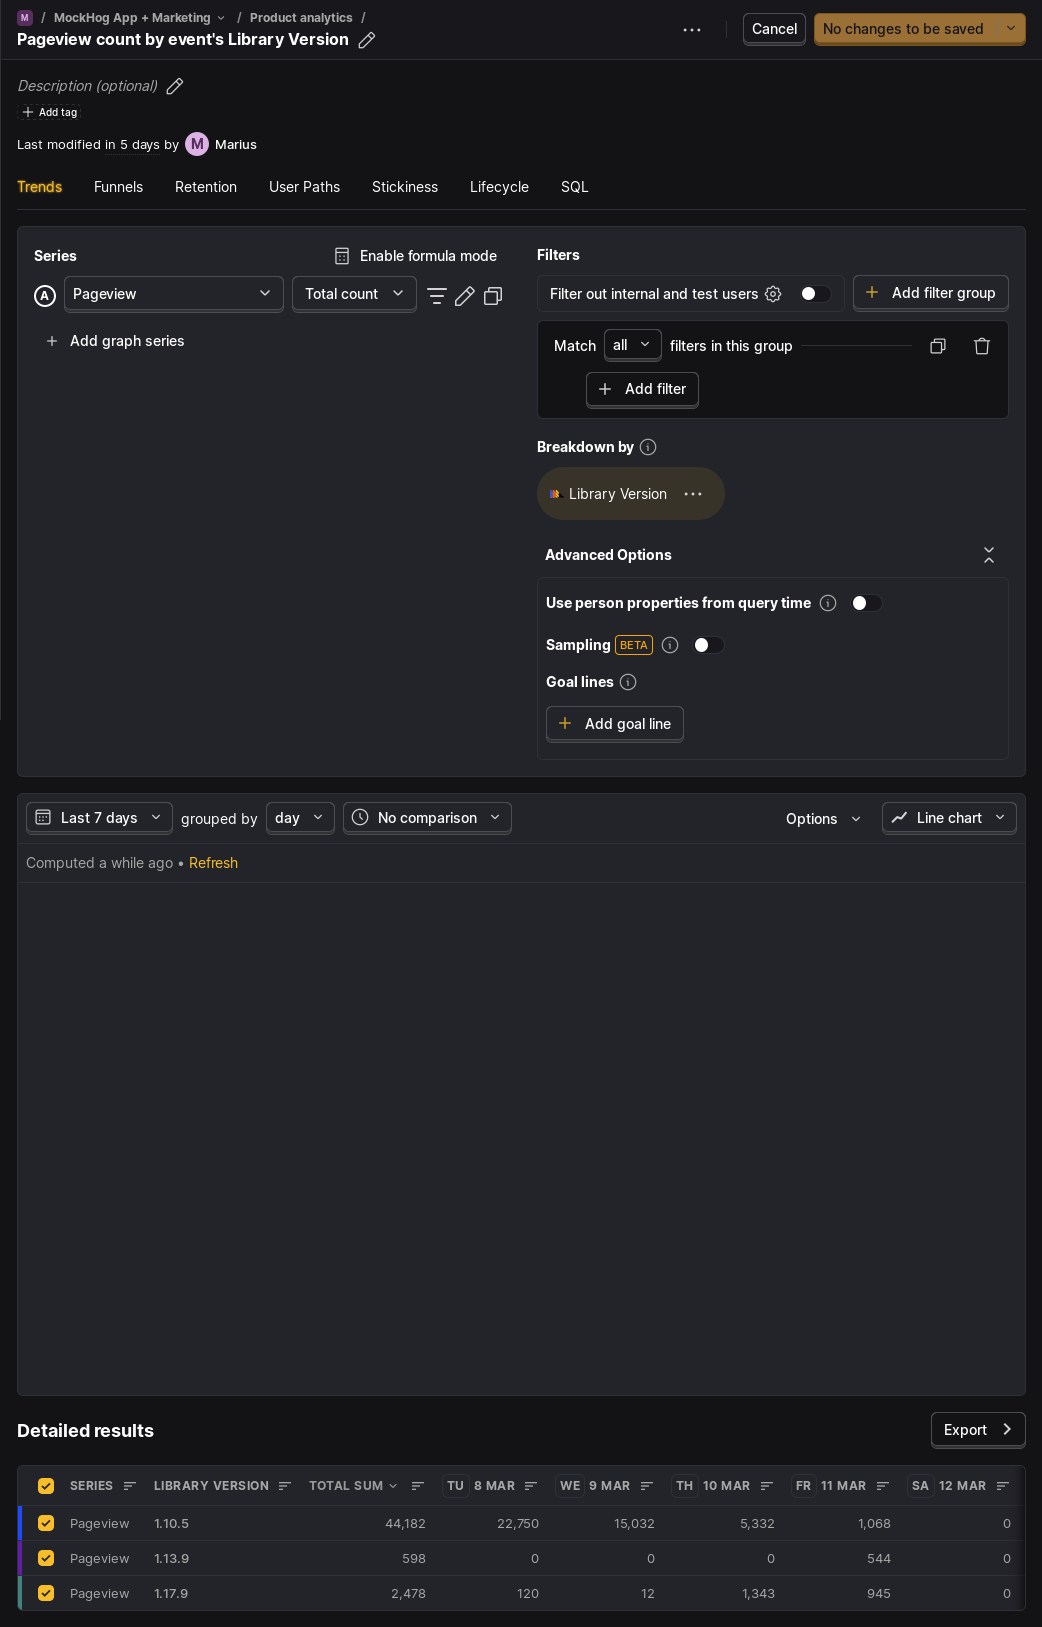 M / MockHog App + Marketing / Product analytics /
Pageview count by event's Library Version
Cancel
No changes to be saved
Description (optional)
Add tag
Last modified in 5 days by M Marius
Trends Funnels Retention User Paths Stickiness Lifecycle SQL
Series
Enable formula mode
A Pageview Total count
Add graph series
Filters
Filter out internal and test users
Add filter group
Match all filters in this group
Add filter
Breakdown by
Library Version
Advanced Options
Use person properties from query time
Sampling BETA
Goal lines
Add goal line
Last 7 days grouped by day No comparison Options Line chart
Computed a while ago • Refresh
Detailed results
Export
SERIES LIBRARY VERSION TOTAL SUM TU 8 MAR WE 9 MAR TH 10 MAR FR 11 MAR SA 12 MAR
Pageview 1.10.5 44,182 22,750 15,032 5,332 1,068 0
Pageview 1.13.9 598 0 0 0 544 0
Pageview 1.17.9 2,478 120 12 1,343 945 0